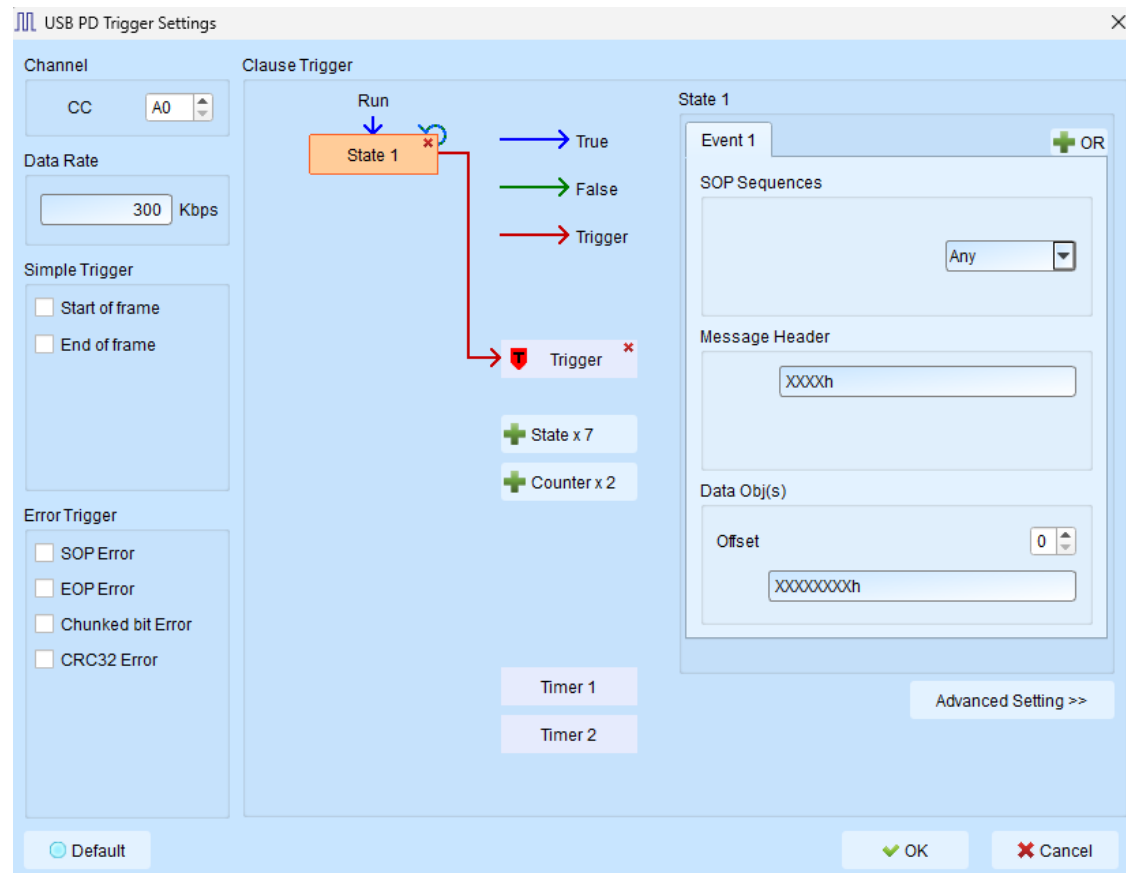 USB PD Trigger Settings
Channel
CC
A0
Data Rate
300 Kbps
Simple Trigger
Start of frame
End of frame
Error Trigger
SOP Error
EOP Error
Chunked bit Error
CRC32 Error
Clause Trigger
Run
State 1
True
False
Trigger
T Trigger
State x 7
Counter x 2
Timer 1
Timer 2
State 1
Event 1
OR
SOP Sequences
Any
Message Header
XXXXh
Data Obj(s)
Offset
0
XXXXXXXXh
Advanced Setting >>
Default
OK
Cancel